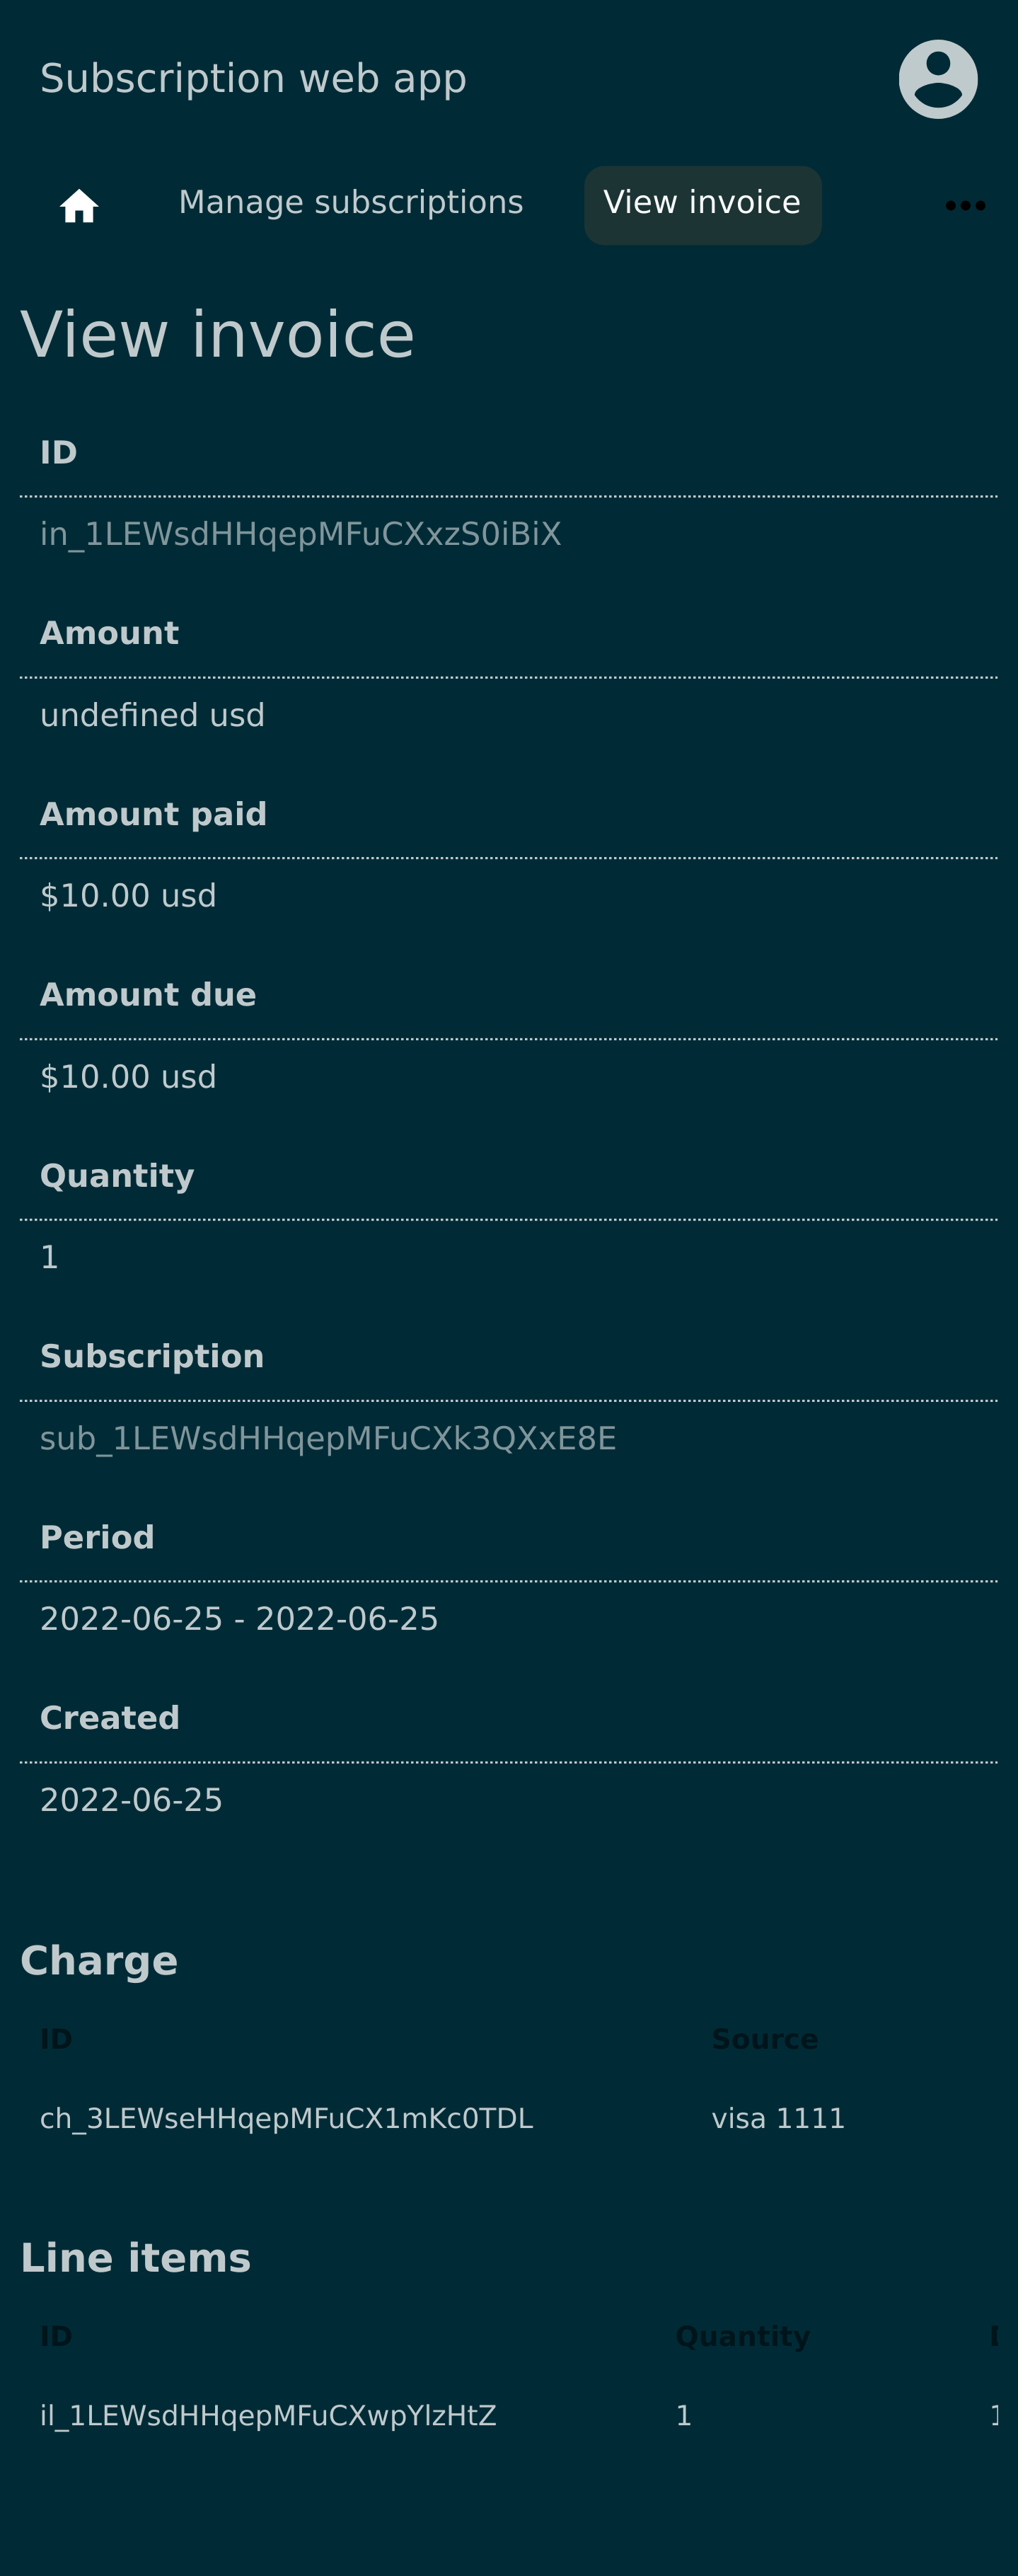 Subscription web app
Manage subscriptions View invoice
View invoice
ID
in_1LEWsdHHqepMFuCXxzS0iBiX
Amount
undefined usd
Amount paid
$10.00 usd
Amount due
$10.00 usd
Quantity
1
Subscription
sub_1LEWsdHHqepMFuCXk3QXxE8E
Period
2022-06-25 - 2022-06-25
Created
2022-06-25
Charge
ID Source
ch_3LEWseHHqepMFuCX1mKc0TDL visa 1111
Line items
ID Quantity
il_1LEWsdHHqepMFuCXwpYlzHtZ 1